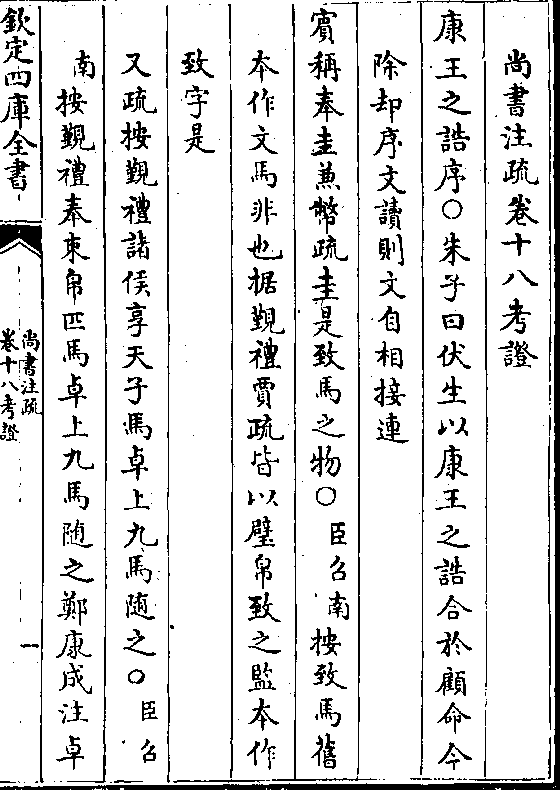 尚書注疏卷十八考證
康王之誥序○朱子曰伏生以康王之誥合於顧命今
除却序文讀則文自相接連
賓稱奉圭兼幣疏圭是致馬之物○臣召南按致馬舊
本作文馬非也据覲禮賈疏皆以璧帛致之監本作
致字是
又疏按覲禮諸侯享天子馬卓上九馬隨之○臣召
南按覲禮奉束帛匹馬卓上九馬隨之鄭康成注卓
欽定四庫全書
尚書注疏
卷十八考證
一